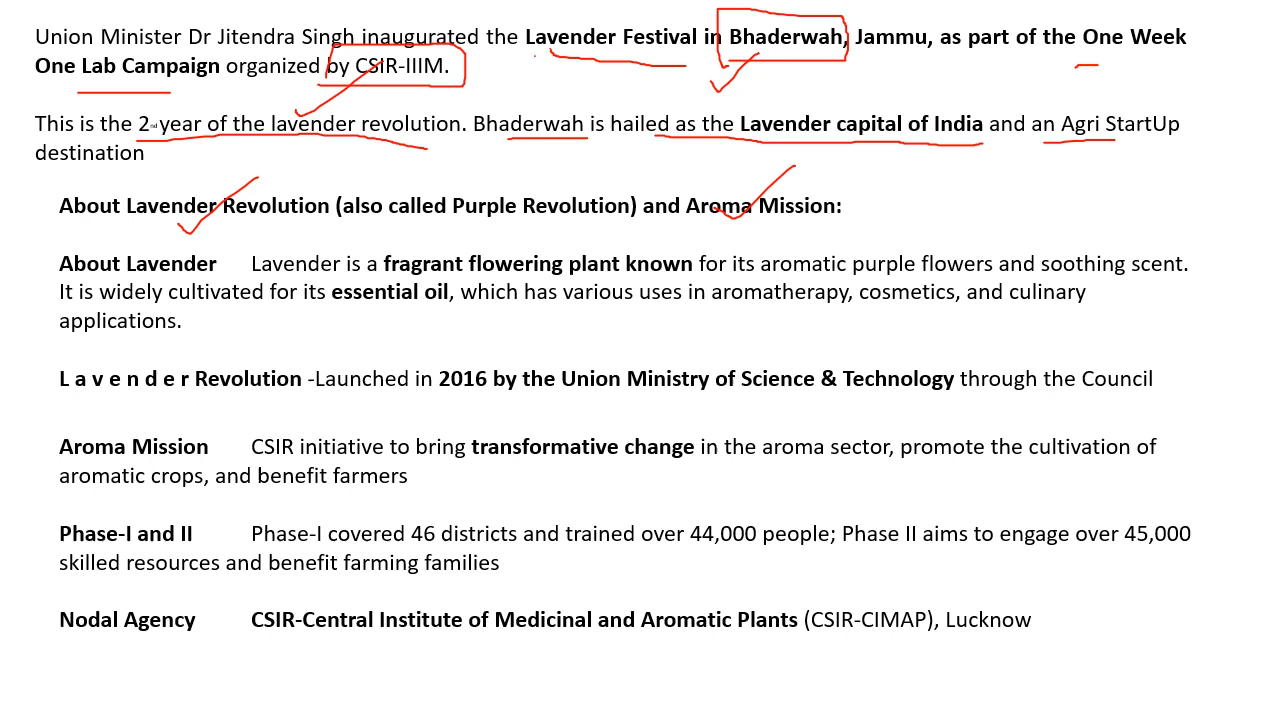 Union Minister Dr Jitendra Singh inaugurated the Lavender Festival in Bhaderwah, Jammu, as part of the One Week
One Lab Campaign organized by CSIR-IIIM.
This is the 2nd year of the lavender revolution. Bhaderwah is hailed as the Lavender capital of India and an Agri StartUp
destination
About Lavender Revolution (also called Purple Revolution) and Aroma Mission:
About Lavender Lavender is a fragrant flowering plant known for its aromatic purple flowers and soothing scent.
It is widely cultivated for its essential oil, which has various uses in aromatherapy, cosmetics, and culinary
applications.
L a v e n d e r Revolution -Launched in 2016 by the Union Ministry of Science & Technology through the Council
Aroma Mission CSIR initiative to bring transformative change in the aroma sector, promote the cultivation of
aromatic crops, and benefit farmers
Phase-I and II Phase-I covered 46 districts and trained over 44,000 people; Phase II aims to engage over 45,000
skilled resources and benefit farming families
Nodal Agency CSIR-Central Institute of Medicinal and Aromatic Plants (CSIR-CIMAP), Lucknow